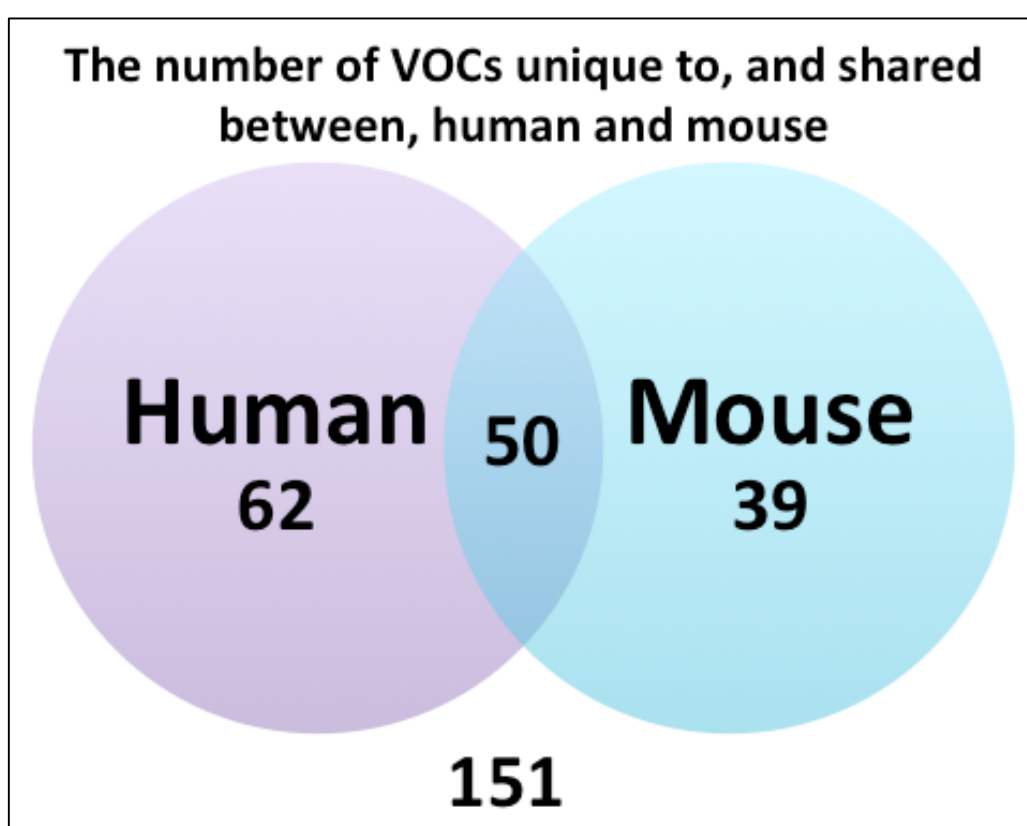 The number of VOCs unique to, and shared
between, human and mouse
Human
62
50
Mouse
39
151